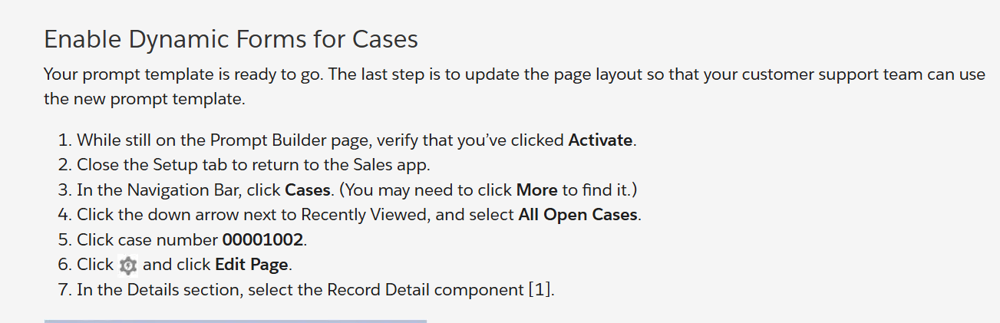 Enable Dynamic Forms for Cases
Your prompt template is ready to go. The last step is to update the page layout so that your customer support team can use
the new prompt template.
1. While still on the Prompt Builder page, verify that you’ve clicked Activate.
2. Close the Setup tab to return to the Sales app.
3. In the Navigation Bar, click Cases. (You may need to click More to find it.)
4. Click the down arrow next to Recently Viewed, and select All Open Cases.
5. Click case number 00001002.
6. Click and click Edit Page.
7. In the Details section, select the Record Detail component [1].